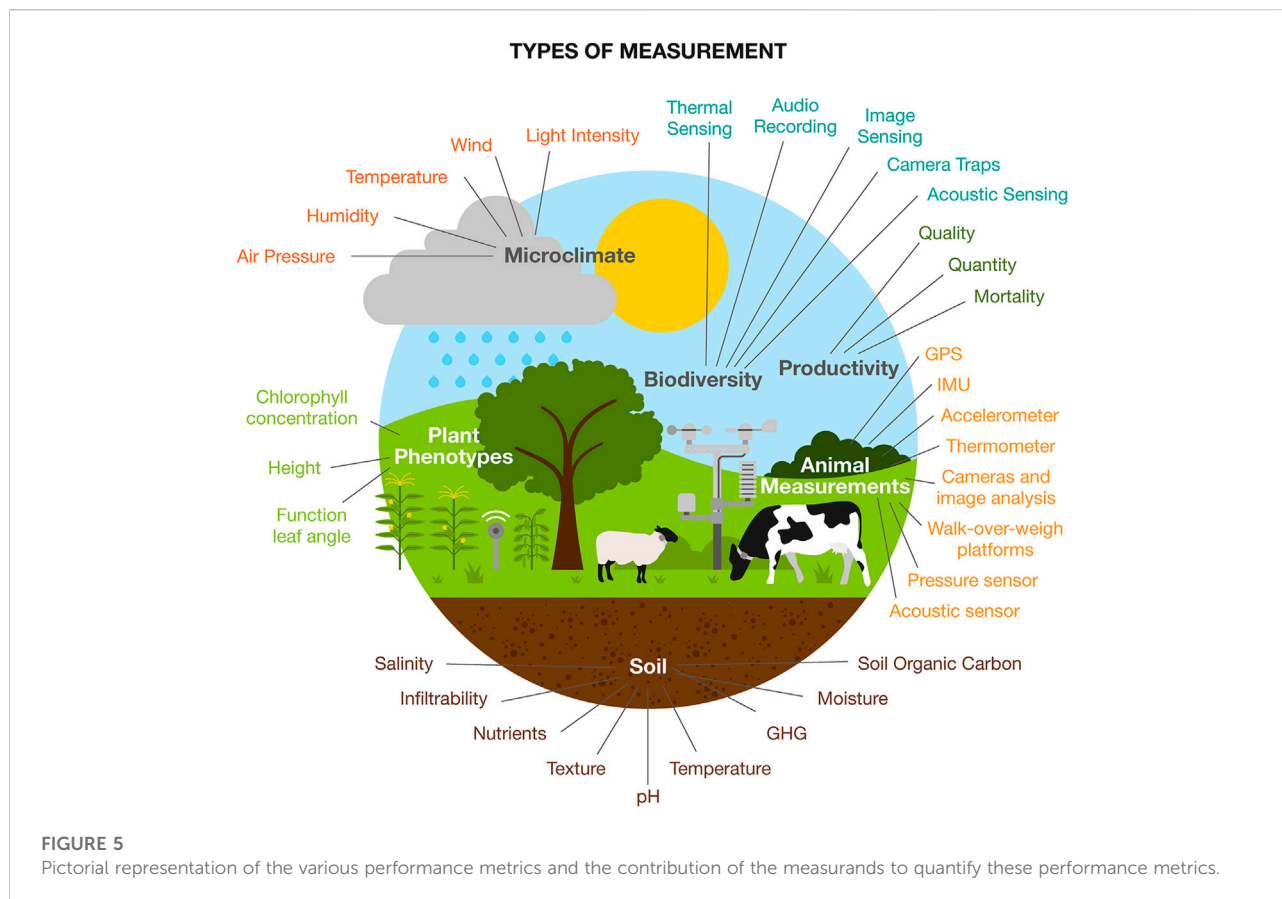 TYPES OF MEASUREMENT
Thermal
Sensing
Audio
Recording
Image
Sensing
Camera Traps
Acoustic Sensing
Light Intensity
Wind
Temperature
Humidity
Air Pressure
Microclimate
Quality
Quantity
Mortality
Biodiversity
Productivity
GPS
IMU
Accelerometer
Thermometer
Cameras and
image analysis
Walk-over-weigh
platforms
Pressure sensor
Acoustic sensor
Animal
Measurements
Chlorophyll
concentration
Height
Function
leaf angle
Plant
Phenotypes
Soil
Salinity
Infiltrability
Nutrients
Texture
pH
Temperature
GHG
Moisture
Soil Organic Carbon
FIGURE 5
Pictorial representation of the various performance metrics and the contribution of the measurands to quantify these performance metrics.